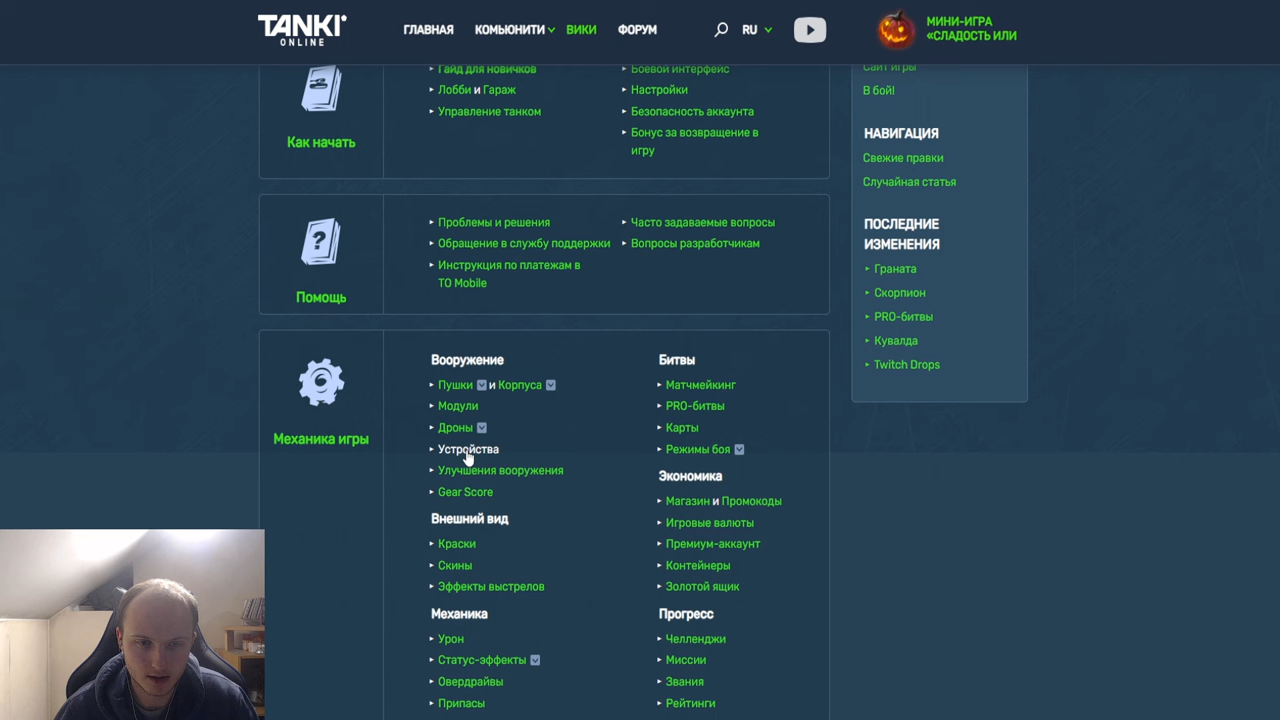 TANKI
ONLINE
ГЛАВНАЯ
КОМЬЮНИТИ
ВИКИ
ФОРУМ
RU
МИНИ-ИГРА
«СЛАДОСТЬ ИЛИ
Гайд для новичков
Лобби и Гараж
Управление танком
Боевой интерфейс
Настройки
Безопасность аккаунта
Бонус за возвращение в
игру
Как начать
Проблемы и решения
Обращение в службу поддержки
Инструкция по платежам в
TO Mobile
Часто задаваемые вопросы
Вопросы разработчикам
Помощь
Механика игры
Вооружение
Пушки и Корпуса
Модули
Дроны
Устройства
Улучшения вооружения
Gear Score
Внешний вид
Краски
Скины
Эффекты выстрелов
Механика
Урон
Статус-эффекты
Овердрайвы
Припасы
Битвы
Матчмейкинг
PRO-битвы
Карты
Режимы боя
Экономика
Магазин и Промокоды
Игровые валюты
Премиум-аккаунт
Контейнеры
Золотой ящик
Прогресс
Челленджи
Миссии
Звания
Рейтинги
Сайт игры
В бой!
НАВИГАЦИЯ
Свежие правки
Случайная статья
ПОСЛЕДНИЕ
ИЗМЕНЕНИЯ
Граната
Скорпион
PRO-битвы
Кувалда
Twitch Drops